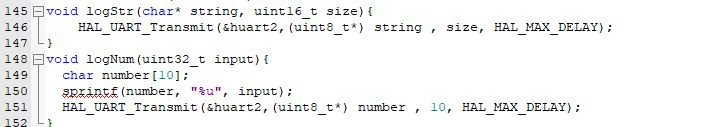 145 void logStr(char* string, uint16_t size){
146 HAL_UART_Transmit(&huart2,(uint8_t*) string , size, HAL_MAX_DELAY);
147 }
148 void logNum(uint32_t input){
149 char number[10];
150 sprintf(number, "%u", input);
151 HAL_UART_Transmit(&huart2,(uint8_t*) number , 10, HAL_MAX_DELAY);
152 }